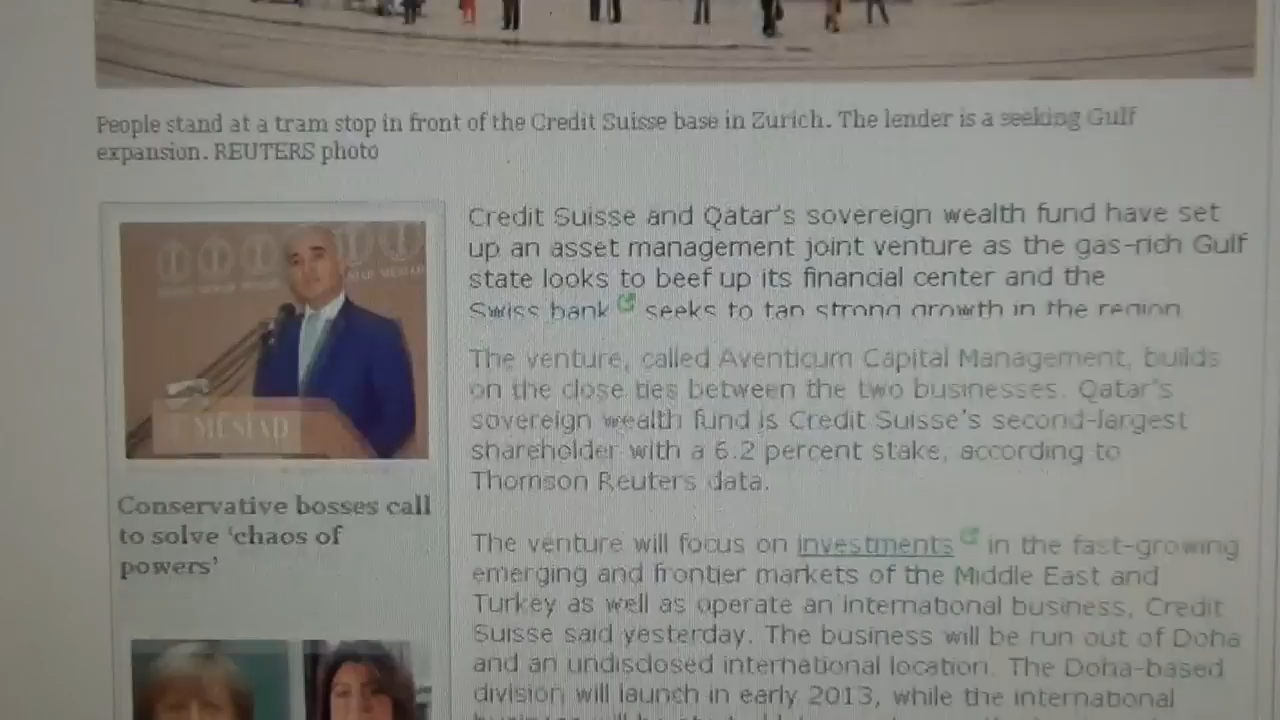 People stand at a tram stop in front of the Credit Suisse base in Zurich. The lender is a seeking Gulf
expansion. REUTERS photo
MÜSİAD
Conservative bosses call
to solve ‘chaos of
powers’
Credit Suisse and Qatar's sovereign wealth fund have set
up an asset management joint venture as the gas-rich Gulf
state looks to beef up its financial center and the
Swiss bank seeks to tap strong growth in the region.
The venture, called Aventicum Capital Management, builds
on the close ties between the two businesses. Qatar's
sovereign wealth fund is Credit Suisse's second-largest
shareholder with a 6.2 percent stake, according to
Thomson Reuters data.
The venture will focus on investments in the fast-growing
emerging and frontier markets of the Middle East and
Turkey as well as operate an international business, Credit
Suisse said yesterday. The business will be run out of Doha
and an undisclosed international location. The Doha-based
division will launch in early 2013, while the international